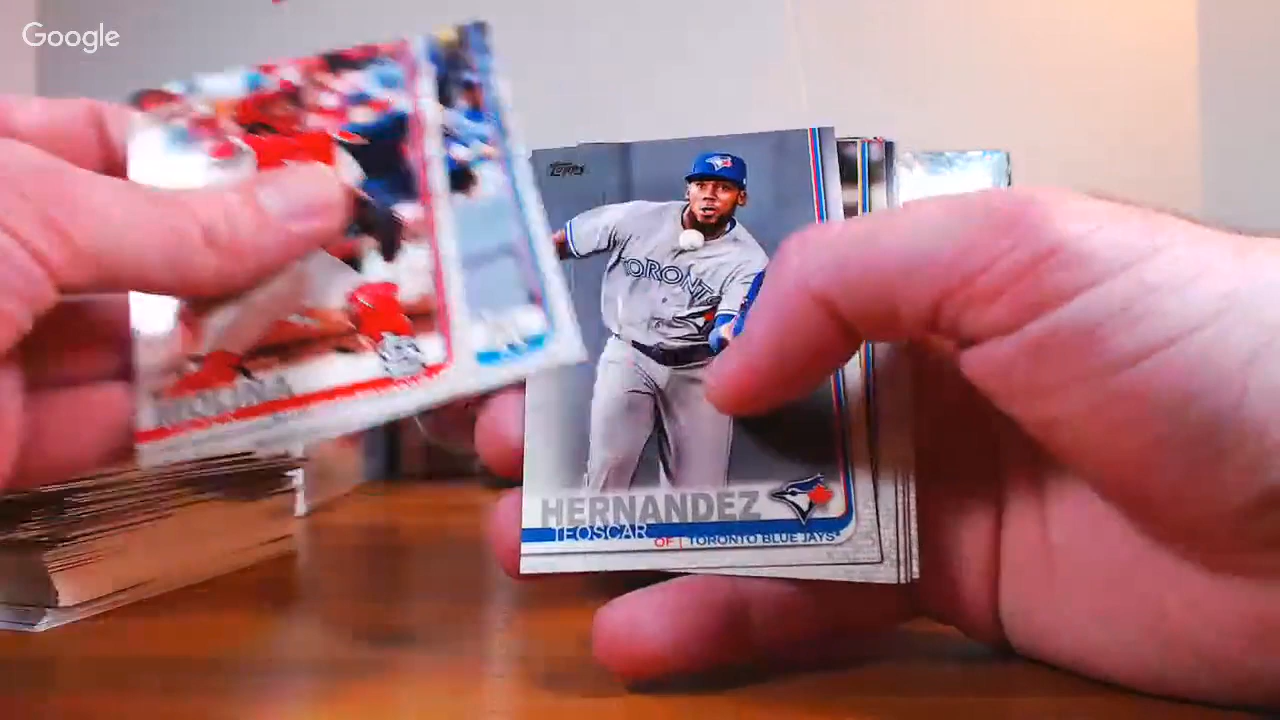 Google
Topps
TORONTO
HERNANDEZ
TEOSCAR
OF | TORONTO BLUE JAYS